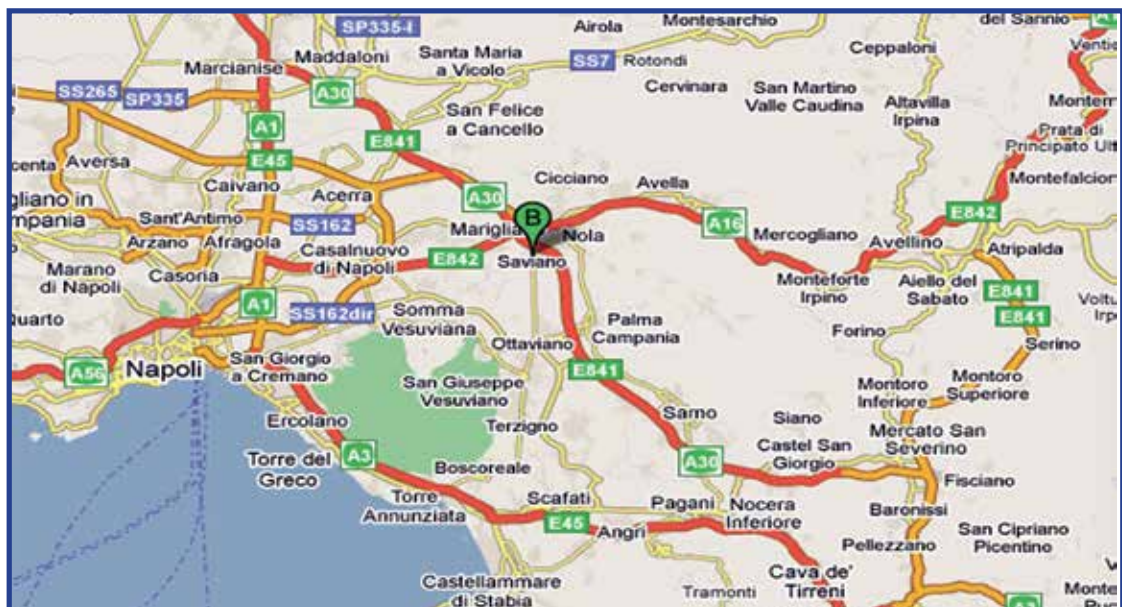 Airola
Montesarchio
del Sannio
SS P335-I
Maddaloni
Santa Maria
a Vicolo
SS7
Rotondi
Ceppaloni
Marcianise
Cervinara
San Martino
Valle Caudina
Altavilla
Irpina
SS265
SP335
A30
San Felice
a Cancello
Prata di
Principato
A1
E841
Aversa
E45
Caivano
Acerra
Cicciano
Avella
Montefalcion
A30
Sant'Antimo
SS162
B
A16
E842
Arzano
Afragola
Casalnuovo
di Napoli
Nola
Mercogliano
Avellino
Atripalda
Marano
di Napoli
Casoria
E842
Saviano
Monteforte
Irpino
Aiello del
Sabato
E841
A1
SS162dir
Somma
Vesuviana
Palma
Campania
Forino
E841
Serino
Ottaviano
A56
Napoli
San Giorgio
a Cremano
San Giuseppe
Vesuviano
E841
Montoro
Inferiore
Montoro
Superiore
Ercolano
Terzigno
Sarno
Siano
Castel San
Giorgio
Mercato San
Severino
Torre del
Greco
A3
Boscoreale
A30
Fisciano
Torre
Annunziata
Scafati
Pagani
Nocera
Inferiore
Baronissi
E45
Angri
San Cipriano
Picentino
Pellezzano
Castellammare
di Stabia
Tramonti
Cava de'
Tirreni